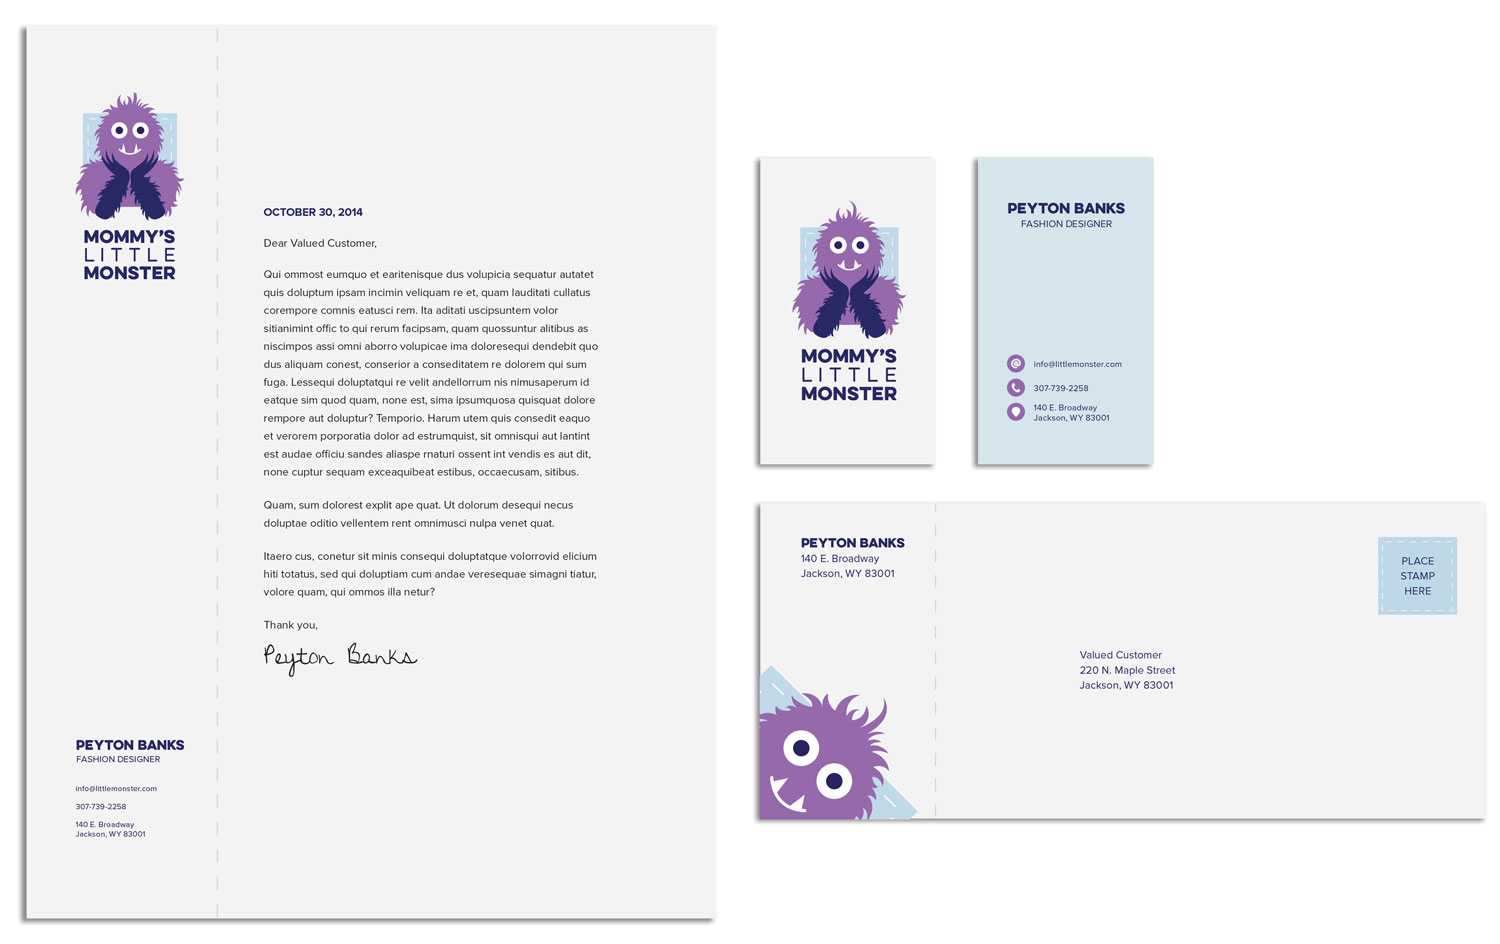 MOMMY'S
LITTLE
MONSTER
OCTOBER 30, 2014
Dear Valued Customer,
Qui ommost eumquo et earitenisque dus volupicia sequatur autatet
quis doluptum ipsam incimin veliquam re et, quam lauditati cullatus
corempore comnis eatusci rem. Ita aditati uscipsuntem volor
sitianimint offic to qui rerum facipsam, quam quossuntur alitibus as
niscimpos assi omni aborro volupicae ima doloresequi dendebit quo
dus aliquam conest, conserior a conseditatem re dolorem qui sum
fuga. Lessequi doluptatqui re velit andellorrum nis nimusaperum id
eatque sim quod quam, none est, sima ipsumquosa quisquat dolore
rempore aut doluptur? Temporio. Harum utem quis consedit eaquo
et verorem porporatia dolor ad estrumquist, sit omnisqui aut lantint
est audae officiu sandes aliaspe rnaturi ossent int vendis es aut dit,
none cuptur sequam exceaquibeat estibus, occaecusam, sitibus.
Quam, sum dolorest explit ape quat. Ut dolorum desequi necus
doluptae oditio vellentem rent omnimusci nulpa venet quat.
Itaero cus, conetur sit minis consequi doluptatque volorrovid elicium
hiti totatus, sed qui doluptiam cum andae veresequae simagni tiatur,
volore quam, qui ommos illa netur?
Thank you,
Peyton Banks
PEYTON BANKS
FASHION DESIGNER
info@littlemonster.com
307-739-2258
140 E. Broadway
Jackson, WY 83001
MOMMY'S
LITTLE
MONSTER
PEYTON BANKS
FASHION DESIGNER
info@littlemonster.com
307-739-2258
140 E. Broadway
Jackson, WY 83001
PEYTON BANKS
140 E. Broadway
Jackson, WY 83001
PLACE
STAMP
HERE
Valued Customer
220 N. Maple Street
Jackson, WY 83001